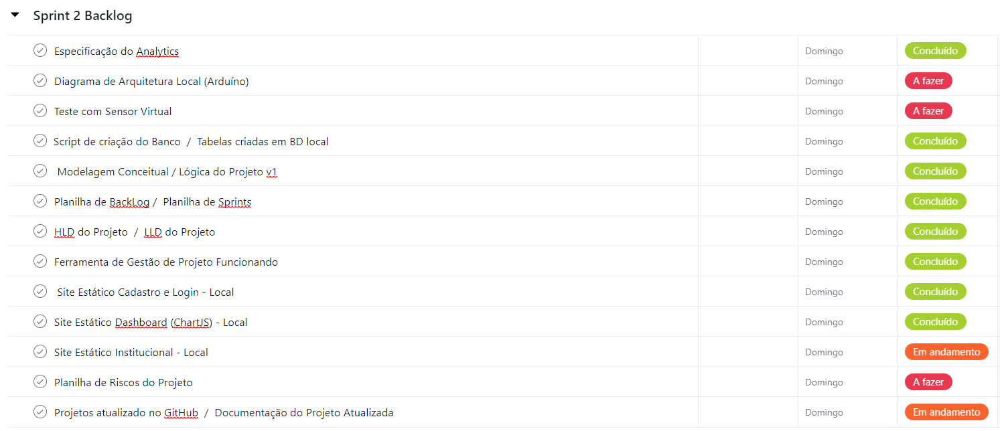 Sprint 2 Backlog
Especificação do Analytics Domingo Concluído
Diagrama de Arquitetura Local (Arduíno) Domingo A fazer
Teste com Sensor Virtual Domingo A fazer
Script de criação do Banco / Tabelas criadas em BD local Domingo Concluído
Modelagem Conceitual / Lógica do Projeto v1 Domingo Concluído
Planilha de BackLog / Planilha de Sprints Domingo Concluído
HLD do Projeto / LLD do Projeto Domingo Concluído
Ferramenta de Gestão de Projeto Funcionando Domingo Concluído
Site Estático Cadastro e Login - Local Domingo Concluído
Site Estático Dashboard (ChartJS) - Local Domingo Concluído
Site Estático Institucional - Local Domingo Em andamento
Planilha de Riscos do Projeto Domingo A fazer
Projetos atualizado no GitHub / Documentação do Projeto Atualizada Domingo Em andamento